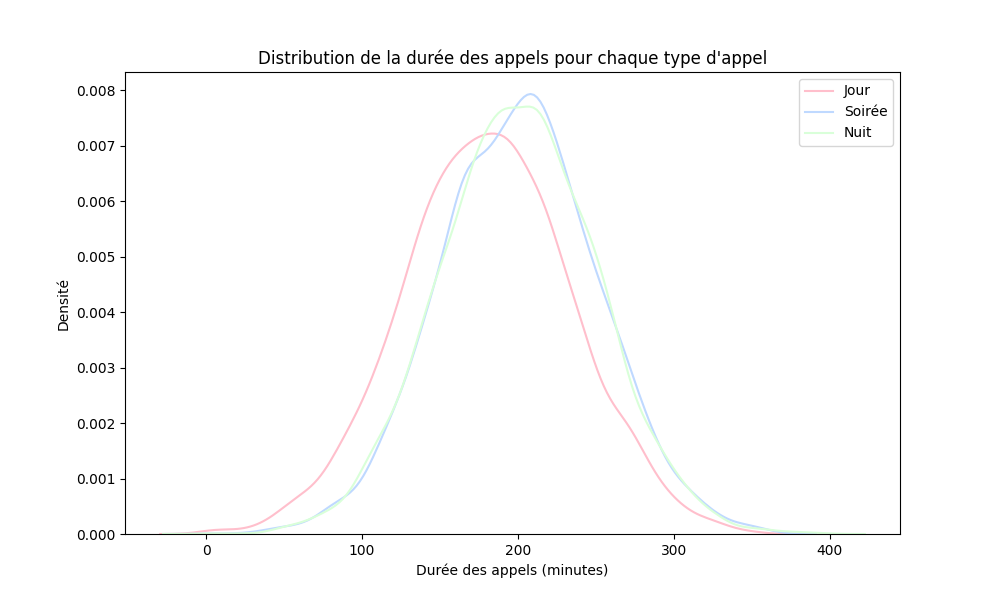 Distribution de la durée des appels pour chaque type d'appel
Jour
Soirée
Nuit
0.008
0.007
0.006
0.005
0.004
0.003
0.002
0.001
0.000
Densité
0 100 200 300 400
Durée des appels (minutes)